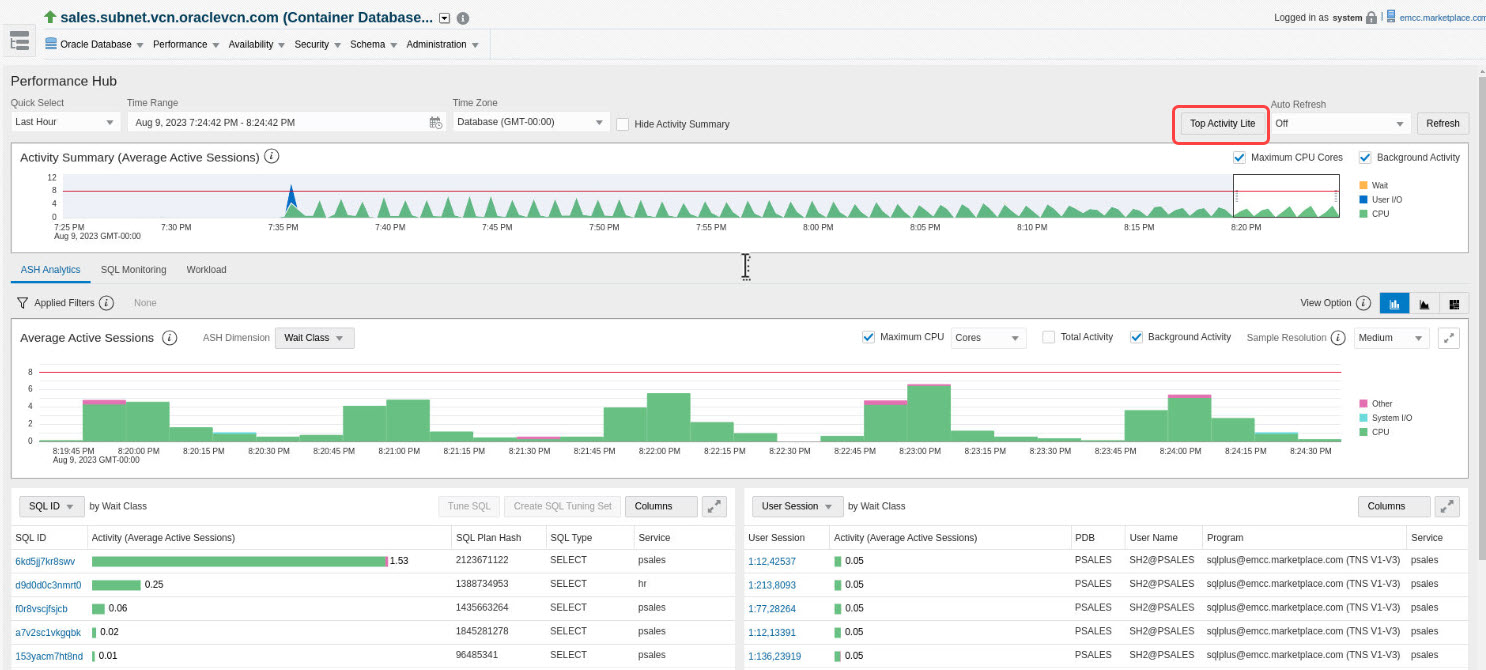 sales.subnet.vcn.oraclevcn.com (Container Database...
Logged in as system | emcc.marketplace.com
Oracle Database Performance Availability Security Schema Administration
Performance Hub
Quick Select Time Range Time Zone Auto Refresh
Last Hour Aug 9, 2023 7:24:42 PM - 8:24:42 PM Database (GMT-00:00) Hide Activity Summary Top Activity Lite Off Refresh
Activity Summary (Average Active Sessions) Maximum CPU Cores Background Activity
12
8
4
0
Wait
User I/O
CPU
7:25 PM 7:30 PM 7:35 PM 7:40 PM 7:45 PM 7:50 PM 7:55 PM 8:00 PM 8:05 PM 8:10 PM 8:15 PM 8:20 PM
Aug 9, 2023 GMT-00:00
ASH Analytics SQL Monitoring Workload
Applied Filters None View Option
Average Active Sessions ASH Dimension Wait Class Maximum CPU Cores Total Activity Background Activity Sample Resolution Medium
8
6
4
2
0
Other
System I/O
CPU
8:19:45 PM 8:20:00 PM 8:20:15 PM 8:20:30 PM 8:20:45 PM 8:21:00 PM 8:21:15 PM 8:21:30 PM 8:21:45 PM 8:22:00 PM 8:22:15 PM 8:22:30 PM 8:22:45 PM 8:23:00 PM 8:23:15 PM 8:23:30 PM 8:23:45 PM 8:24:00 PM 8:24:15 PM 8:24:30 PM
Aug 9, 2023 GMT-00:00
SQL ID by Wait Class Tune SQL Create SQL Tuning Set Columns
SQL ID Activity (Average Active Sessions) SQL Plan Hash SQL Type Service
6kd5jj7kr8swv 1.53 2123671122 SELECT psales
d9d0d0c3nmrt0 0.25 1388734953 SELECT hr
f0r8vscjfsjcb 0.06 1435663264 SELECT psales
a7v2sc1vkgqbk 0.02 1845281278 SELECT psales
153yacm7ht8nd 0.01 96485341 SELECT psales
User Session by Wait Class Columns
User Session Activity (Average Active Sessions) PDB User Name Program Service
1:12,42537 0.05 PSALES SH2@PSALES sqlplus@emcc.marketplace.com (TNS V1-V3) psales
1:213,8093 0.05 PSALES SH2@PSALES sqlplus@emcc.marketplace.com (TNS V1-V3) psales
1:77,28264 0.05 PSALES SH2@PSALES sqlplus@emcc.marketplace.com (TNS V1-V3) psales
1:12,13391 0.05 PSALES SH2@PSALES sqlplus@emcc.marketplace.com (TNS V1-V3) psales
1:136,23919 0.05 PSALES SH2@PSALES sqlplus@emcc.marketplace.com (TNS V1-V3) psales